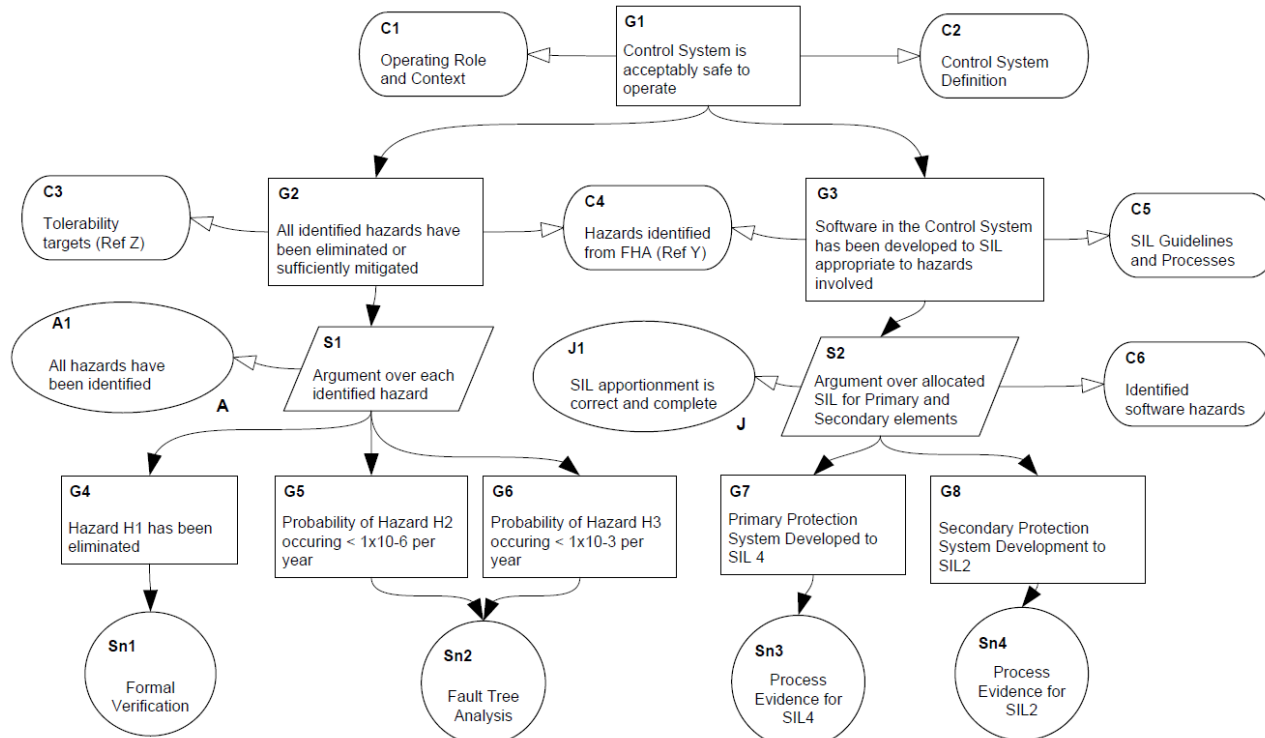 C1
Operating Role
and Context
G1
Control System is
acceptably safe to
operate
C2
Control System
Definition
C3
Tolerability
targets (Ref Z)
G2
All identified hazards have
been eliminated or
sufficiently mitigated
C4
Hazards identified
from FHA (Ref Y)
G3
Software in the Control System
has been developed to SIL
appropriate to hazards
involved
C5
SIL Guidelines
and Processes
A1
All hazards have
been identified
A
S1
Argument over each
identified hazard
J1
SIL apportionment is
correct and complete
J
S2
Argument over allocated
SIL for Primary and
Secondary elements
C6
Identified
software hazards
G4
Hazard H1 has been
eliminated
G5
Probability of Hazard H2
occuring < 1x10-6 per
year
G6
Probability of Hazard H3
occuring < 1x10-3 per
year
G7
Primary Protection
System Developed to
SIL 4
G8
Secondary Protection
System Development to
SIL2
Sn1
Formal
Verification
Sn2
Fault Tree
Analysis
Sn3
Process
Evidence for
SIL4
Sn4
Process
Evidence for
SIL2